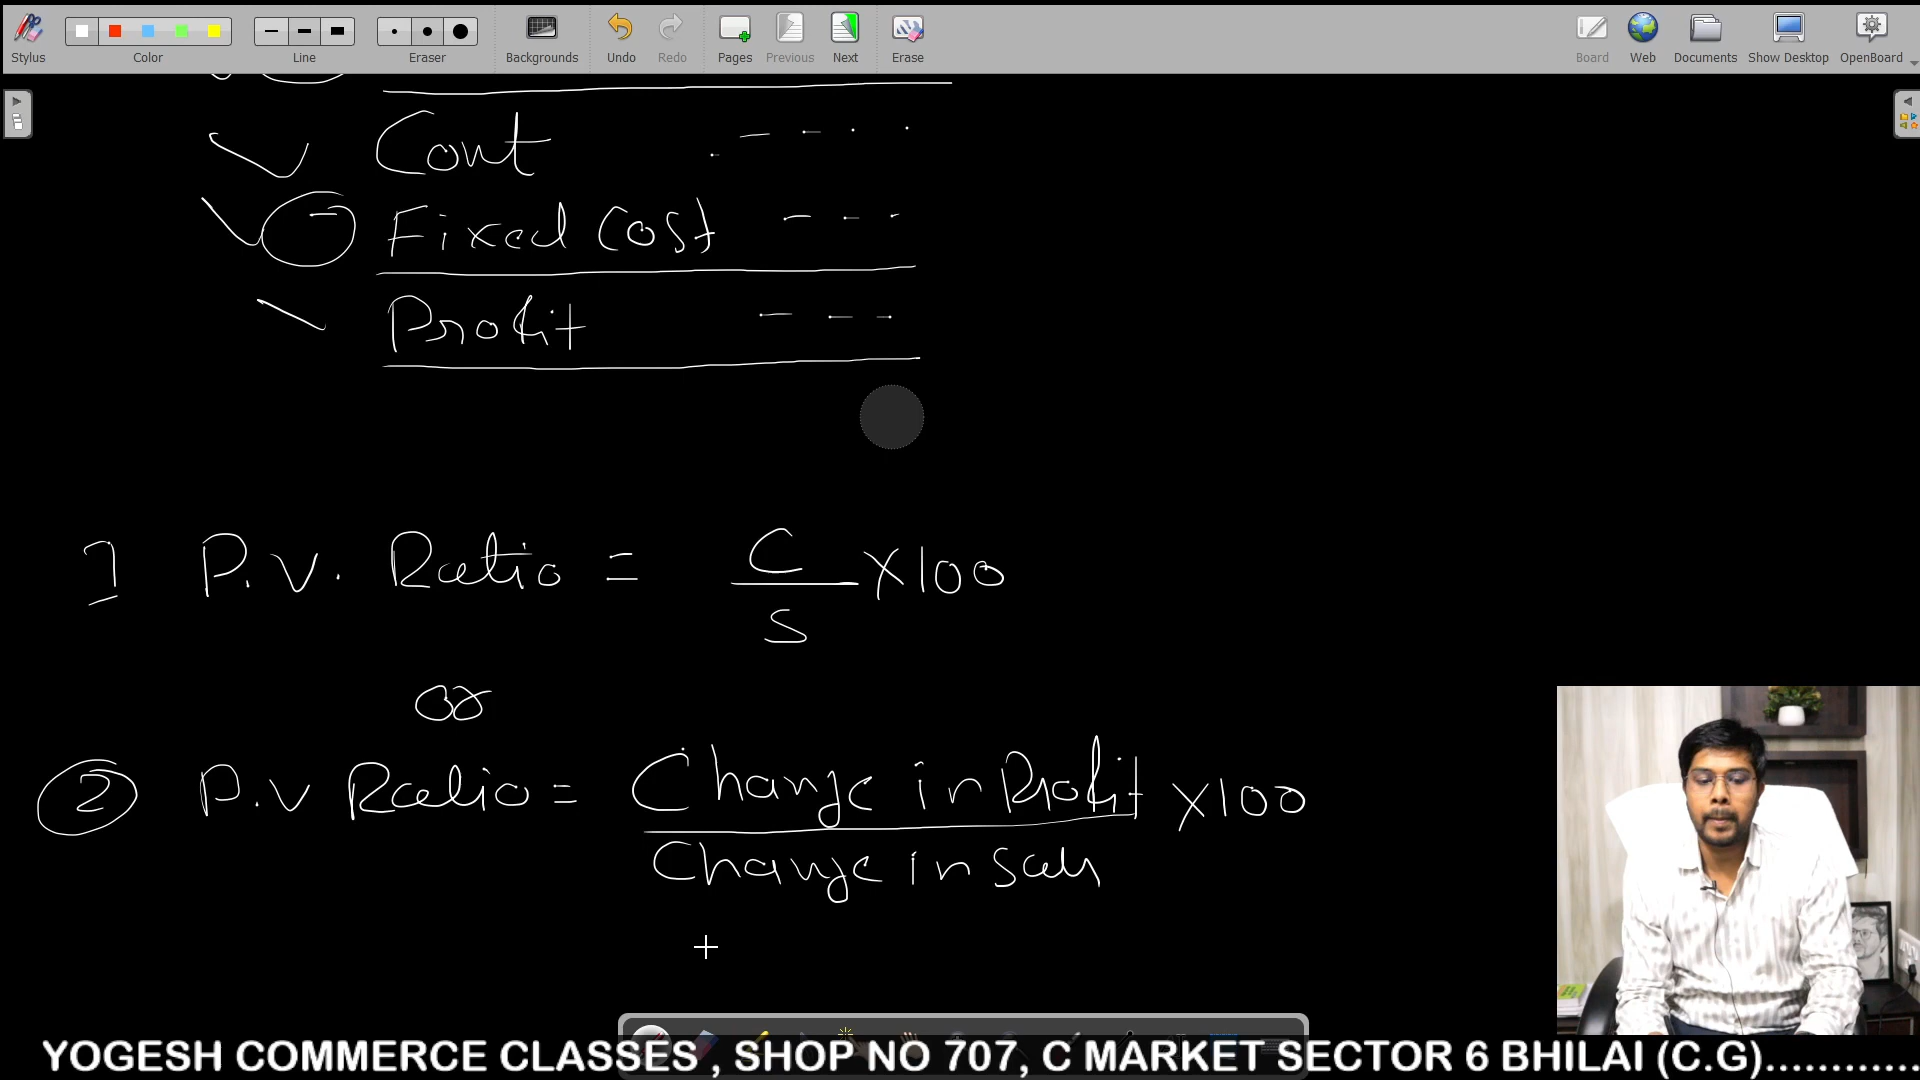 Stylus Color Line Eraser Backgrounds Undo Redo Pages Previous Next Erase Board Web Documents Show Desktop OpenBoard
Cont - - - -
- Fixed Cost - - -
Profit - - -
1 P.V. Ratio = C/S X100
or
2 P.V Ratio = Change in Profit/Change in Sales X100
YOGESH COMMERCE CLASSES , SHOP NO 707, C MARKET SECTOR 6 BHILAI (C.G)............